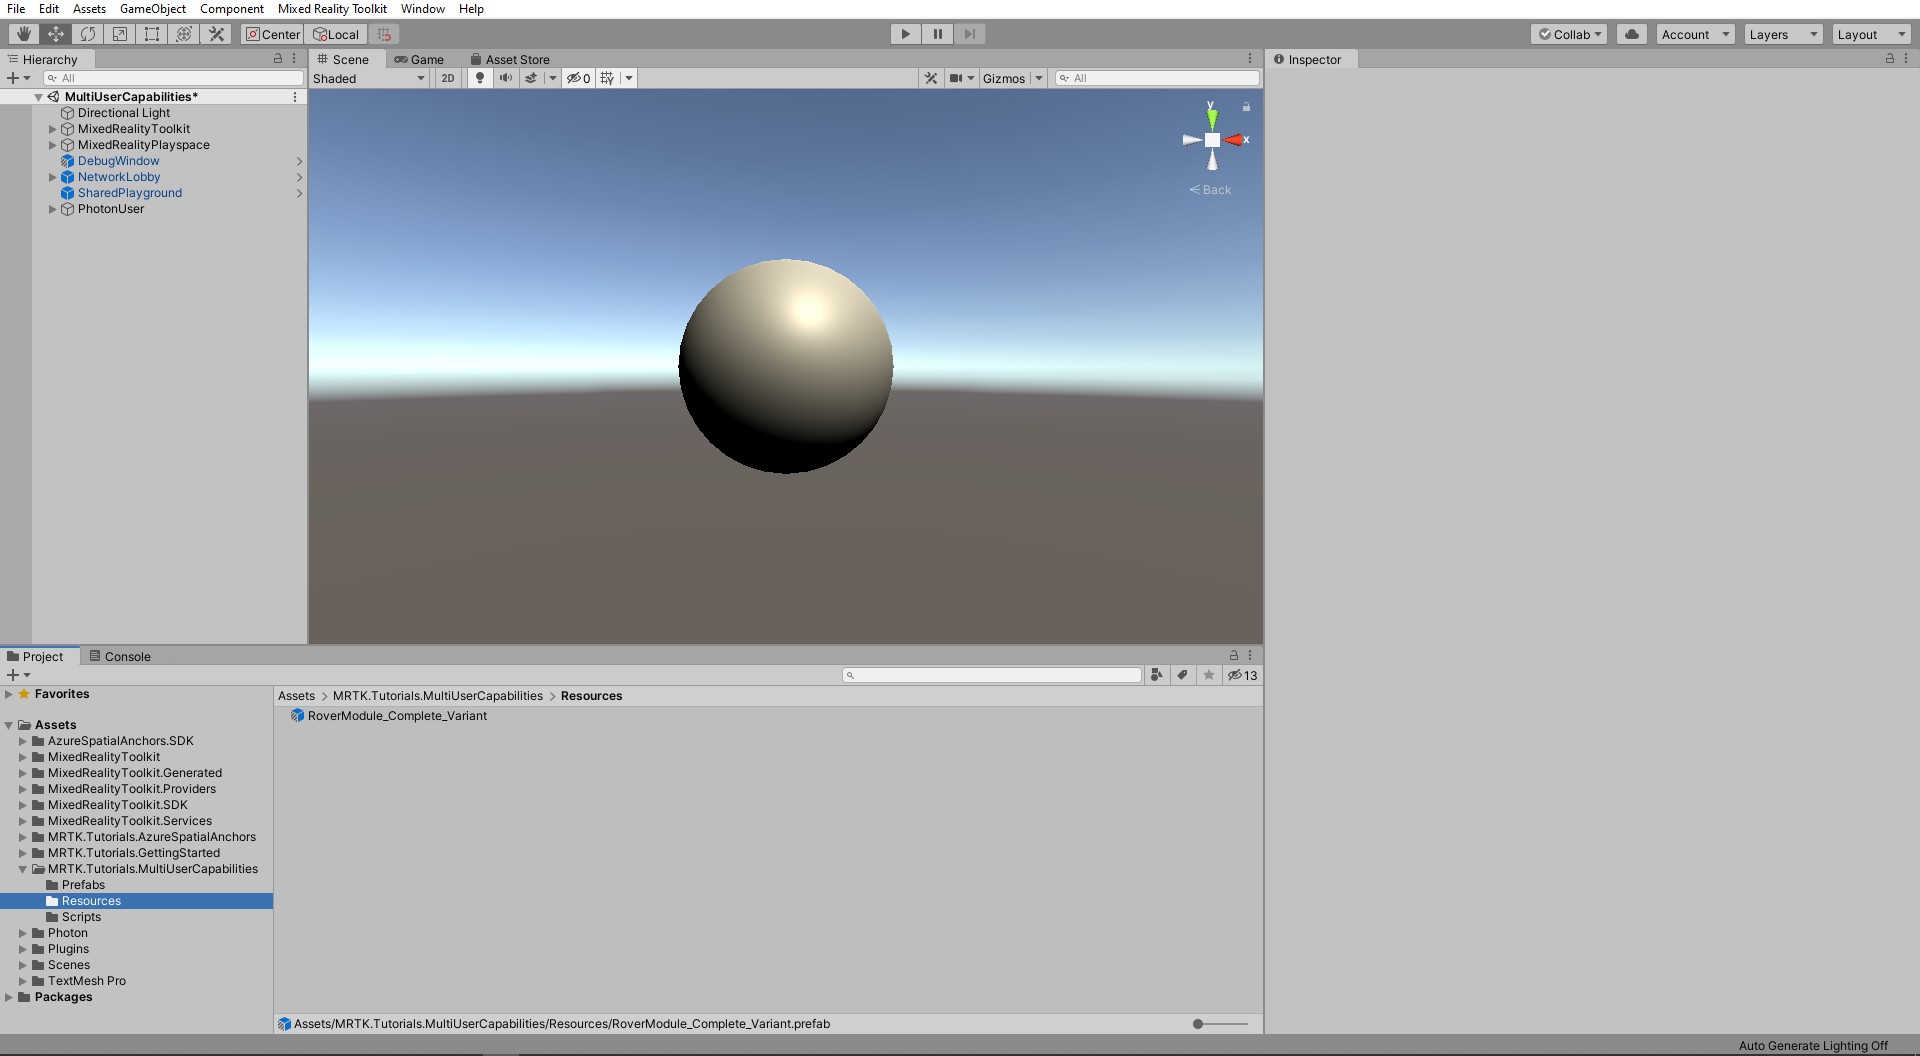 File Edit Assets GameObject Component Mixed Reality Toolkit Window Help
Center Local Collab Account Layers Layout
Hierarchy
All
MultiUserCapabilities*
Directional Light
MixedRealityToolkit
MixedRealityPlayspace
DebugWindow
NetworkLobby
SharedPlayground
PhotonUser
Scene Game Asset Store
Shaded 2D 0 Gizmos All
y
x
Back
Inspector
Project Console
13
Favorites
Assets
AzureSpatialAnchors.SDK
MixedRealityToolkit
MixedRealityToolkit.Generated
MixedRealityToolkit.Providers
MixedRealityToolkit.SDK
MixedRealityToolkit.Services
MRTK.Tutorials.AzureSpatialAnchors
MRTK.Tutorials.GettingStarted
MRTK.Tutorials.MultiUserCapabilities
Prefabs
Resources
Scripts
Photon
Plugins
Scenes
TextMesh Pro
Packages
Assets > MRTK.Tutorials.MultiUserCapabilities > Resources
RoverModule_Complete_Variant
Assets/MRTK.Tutorials.MultiUserCapabilities/Resources/RoverModule_Complete_Variant.prefab
Auto Generate Lighting Off